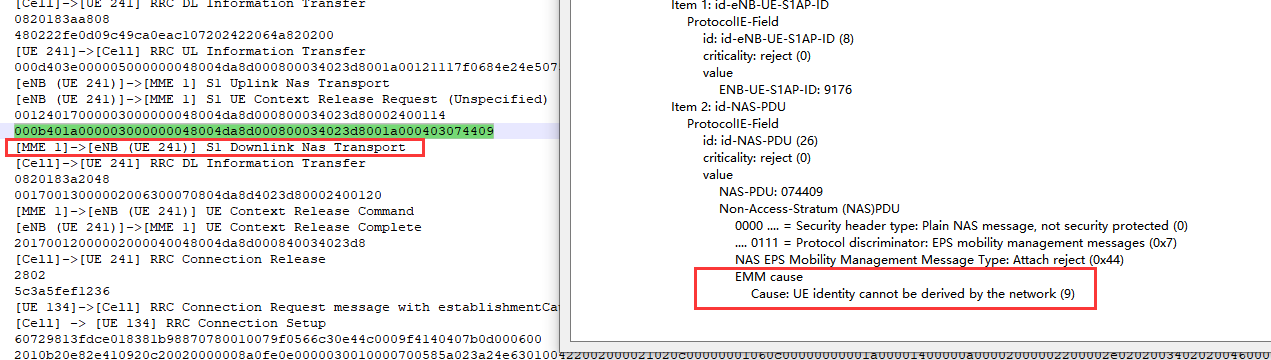 [Cell]->[UE 241] RRC DL Information Transfer
0820183aa808
480222fe0d09c49ca0eac107202422064a820200
[UE 241]->[Cell] RRC UL Information Transfer
000d403e000005000000048004da8d000800034023d8001a00121117f0684e24e507
[eNB (UE 241)]->[MME 1] S1 Uplink Nas Transport
[eNB (UE 241)]->[MME 1] S1 UE Context Release Request (Unspecified)
00124017000003000000048004da8d000800034023d80002400114
000b401a000003000000048004da8d000800034023d8001a000403074409
[MME 1]->[eNB (UE 241)] S1 Downlink Nas Transport
[Cell]->[UE 241] RRC DL Information Transfer
0820183a2048
00170013000002006300070804da8d4023d80002400120
[MME 1]->[eNB (UE 241)] UE Context Release Command
[eNB (UE 241)]->[MME 1] UE Context Release Complete
20170012000002000040048004da8d000840034023d8
[Cell]->[UE 241] RRC Connection Release
2802
5c3a5fef1236
[UE 134]->[Cell] RRC Connection Request message with establishmentCau
[Cell] -> [UE 134] RRC Connection Setup
60729813fdce018381b98870780010079f0566c30e44c0009f4140407b0d000600
Item 1: id-eNB-UE-S1AP-ID
ProtocolIE-Field
id: id-eNB-UE-S1AP-ID (8)
criticality: reject (0)
value
ENB-UE-S1AP-ID: 9176
Item 2: id-NAS-PDU
ProtocolIE-Field
id: id-NAS-PDU (26)
criticality: reject (0)
value
NAS-PDU: 074409
Non-Access-Stratum (NAS)PDU
0000 .... = Security header type: Plain NAS message, not security protected (0)
.... 0111 = Protocol discriminator: EPS mobility management messages (0x7)
NAS EPS Mobility Management Message Type: Attach reject (0x44)
EMM cause
Cause: UE identity cannot be derived by the network (9)